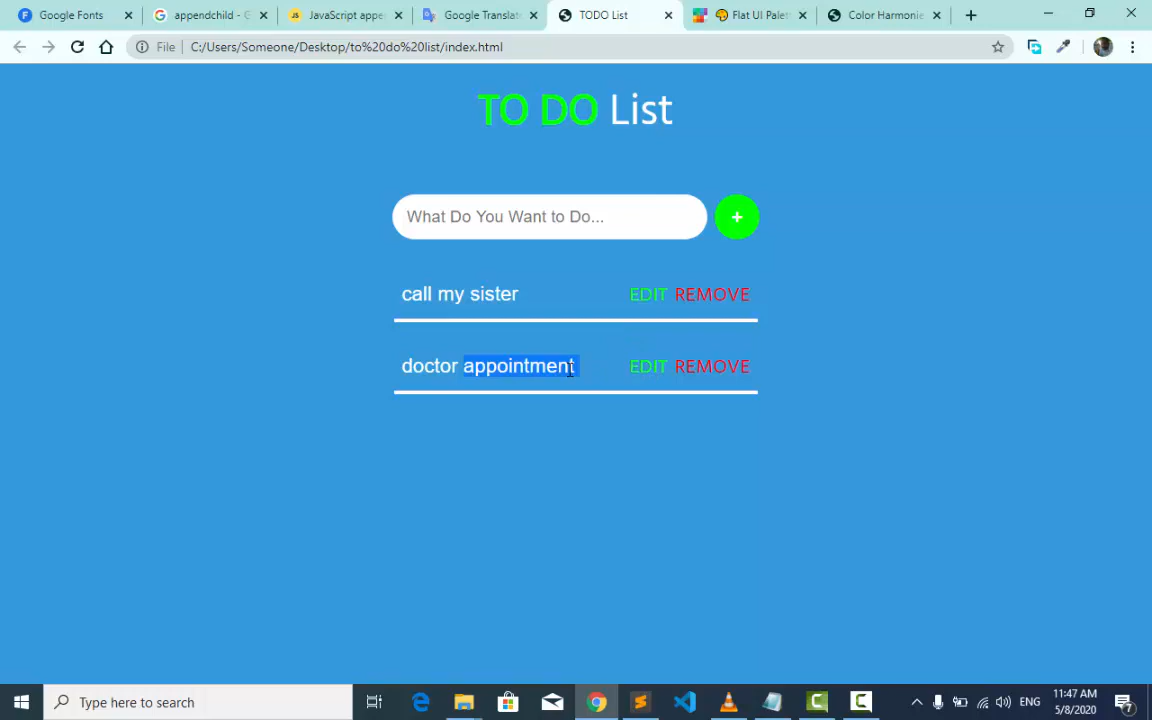 Google Fonts
appendchild - G
JavaScript appe
Google Translat
TODO List
Flat UI Palet
Color Harmonie
File | C:/Users/Someone/Desktop/to%20do%20list/index.html
TO DO List
What Do You Want to Do...
+
call my sister EDIT REMOVE
doctor appointment EDIT REMOVE
Type here to search
ENG
11:47 AM
5/8/2020
7